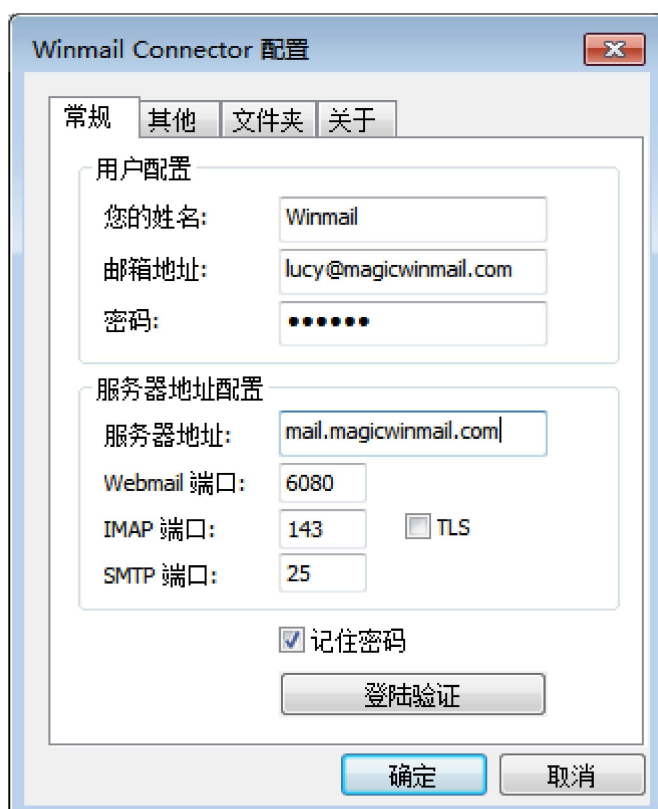 Winmail Connector 配置
常规 其他 文件夹 关于
用户配置
您的姓名: Winmail
邮箱地址: lucy@magicwinmail.com
密码: ●●●●●●
服务器地址配置
服务器地址: mail.magicwinmail.com
Webmail 端口: 6080
IMAP 端口: 143 TLS
SMTP 端口: 25
记住密码
登陆验证
确定 取消